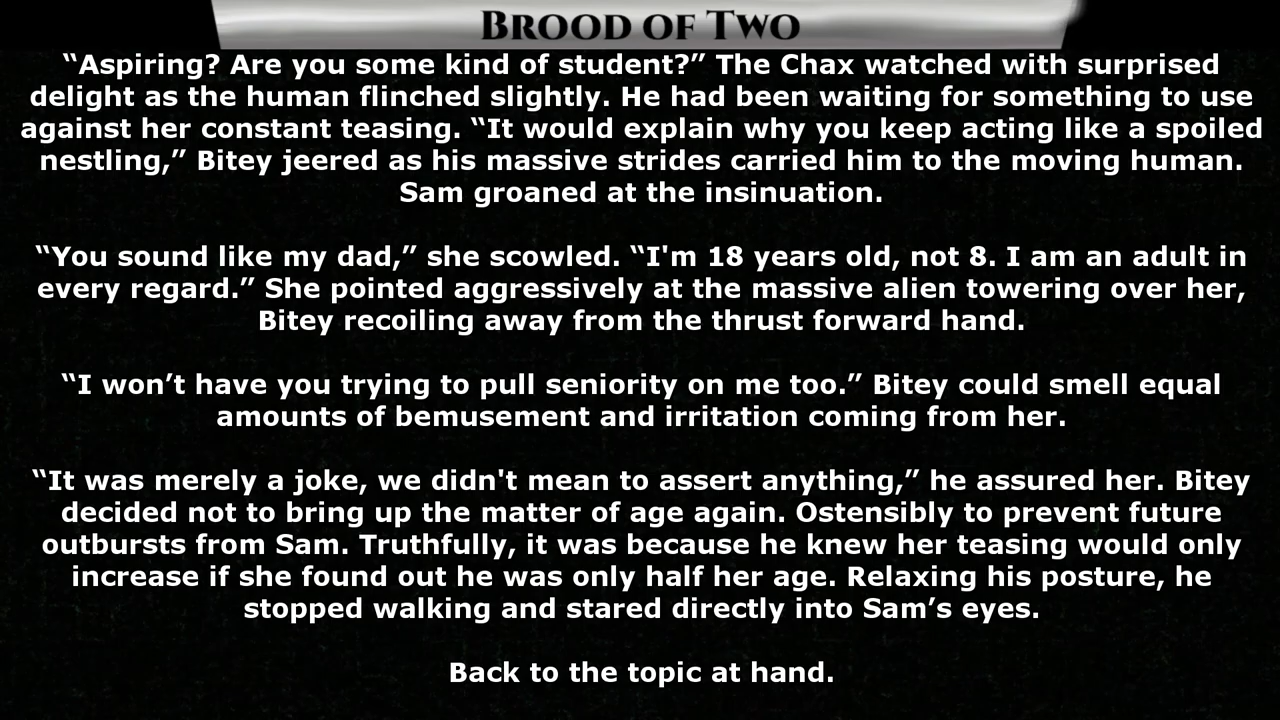 Brood of Two
“Aspiring? Are you some kind of student?” The Chax watched with surprised
delight as the human flinched slightly. He had been waiting for something to use
against her constant teasing. “It would explain why you keep acting like a spoiled
nestling,” Bitey jeered as his massive strides carried him to the moving human.
Sam groaned at the insinuation.
“You sound like my dad,” she scowled. “I'm 18 years old, not 8. I am an adult in
every regard.” She pointed aggressively at the massive alien towering over her,
Bitey recoiling away from the thrust forward hand.
“I won’t have you trying to pull seniority on me too.” Bitey could smell equal
amounts of bemusement and irritation coming from her.
“It was merely a joke, we didn't mean to assert anything,” he assured her. Bitey
decided not to bring up the matter of age again. Ostensibly to prevent future
outbursts from Sam. Truthfully, it was because he knew her teasing would only
increase if she found out he was only half her age. Relaxing his posture, he
stopped walking and stared directly into Sam’s eyes.
Back to the topic at hand.